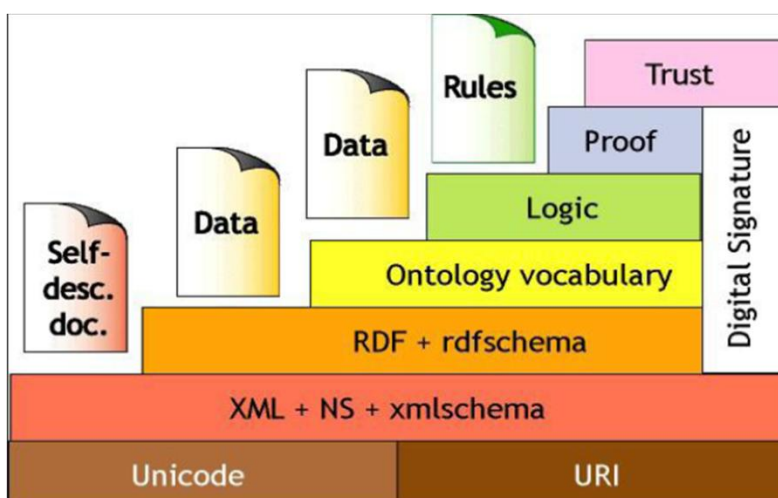 Rules
Trust
Data
Proof
Data
Logic
Self-
desc.
doc.
Ontology vocabulary
Digital Signature
RDF + rdfschema
XML + NS + xmlschema
Unicode
URI